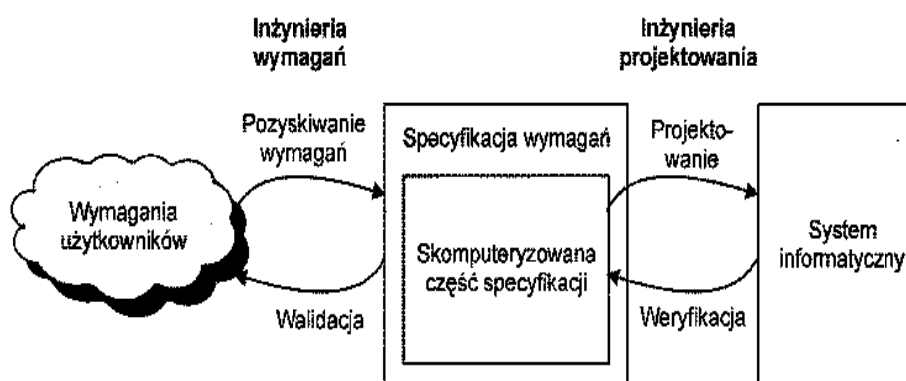 Inżynieria
wymagań
Inżynieria
projektowania
Pozyskiwanie
wymagań
Specyfikacja wymagań
Projekto-
wanie
Wymagania
użytkowników
Skomputeryzowana
część specyfikacji
System
informatyczny
Walidacja
Weryfikacja